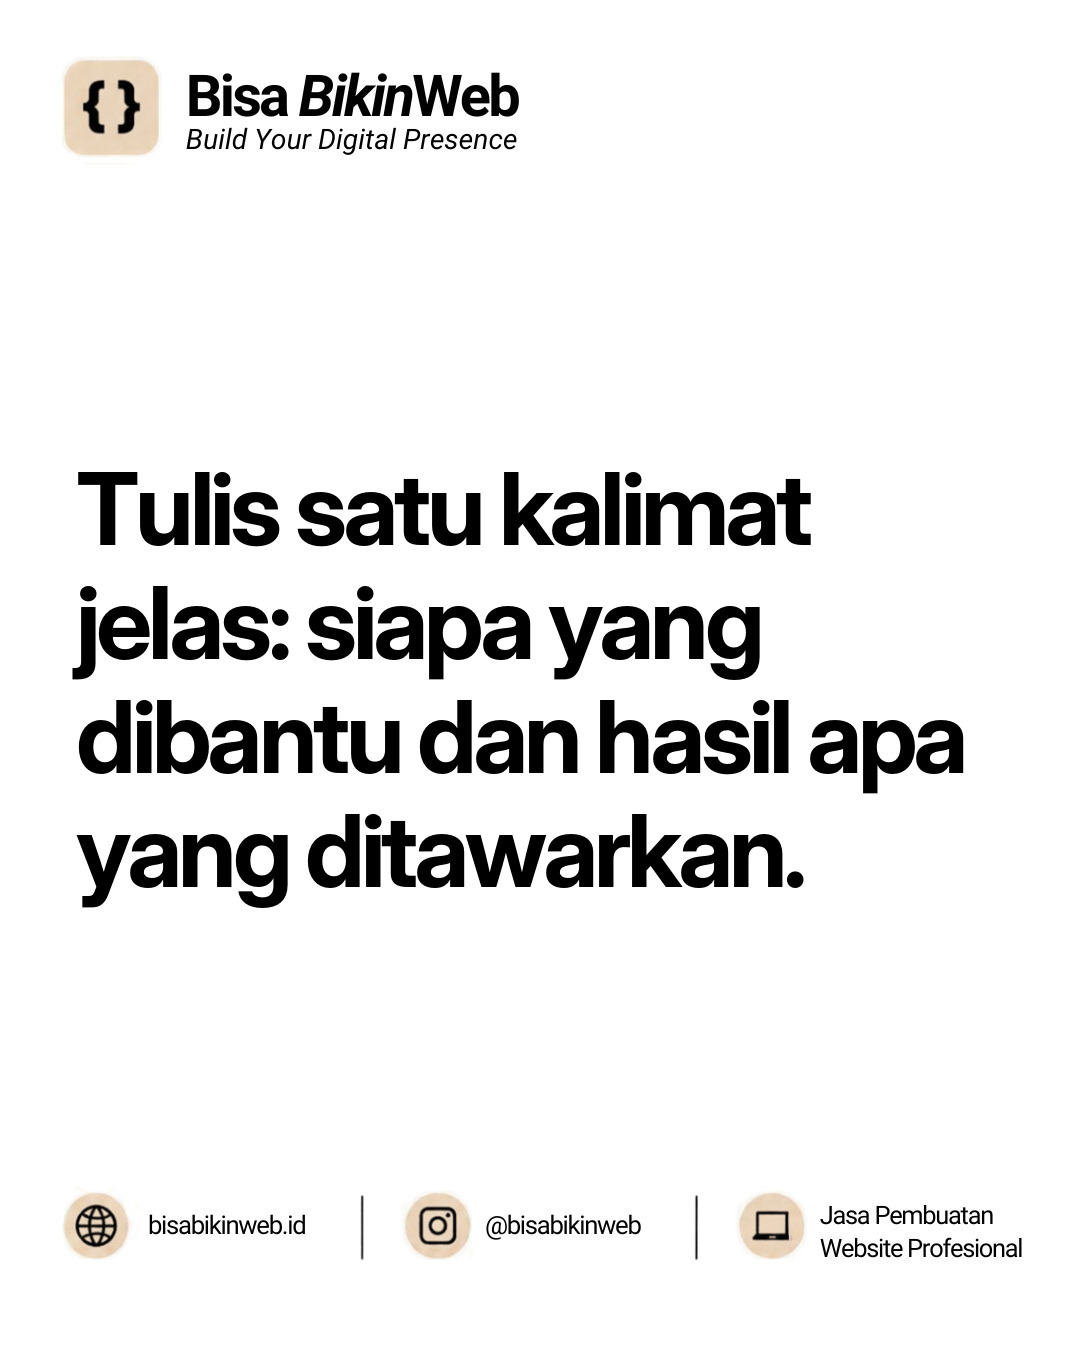 { }
Bisa BikinWeb
Build Your Digital Presence
Tulis satu kalimat
jelas: siapa yang
dibantu dan hasil apa
yang ditawarkan.
bisabikinweb.id
@bisabikinweb
Jasa Pembuatan
Website Profesional